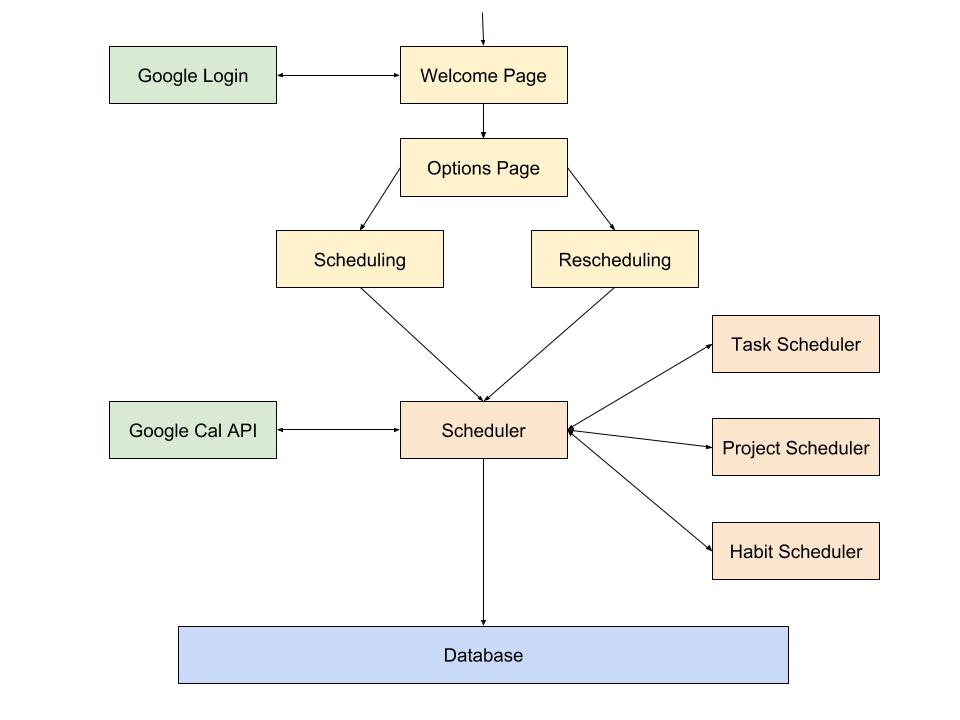 Google Login
Welcome Page
Options Page
Scheduling
Rescheduling
Task Scheduler
Google Cal API
Scheduler
Project Scheduler
Habit Scheduler
Database